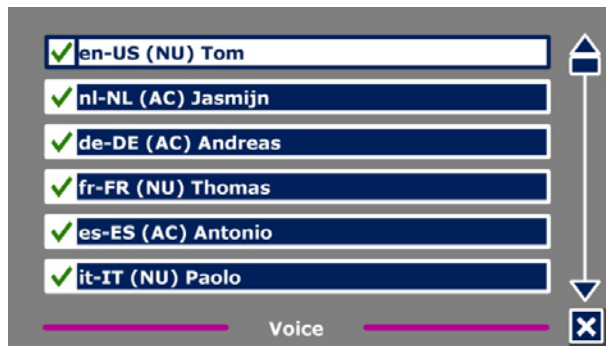 en-US (NU) Tom
nl-NL (AC) Jasmijn
de-DE (AC) Andreas
fr-FR (NU) Thomas
es-ES (AC) Antonio
it-IT (NU) Paolo
Voice